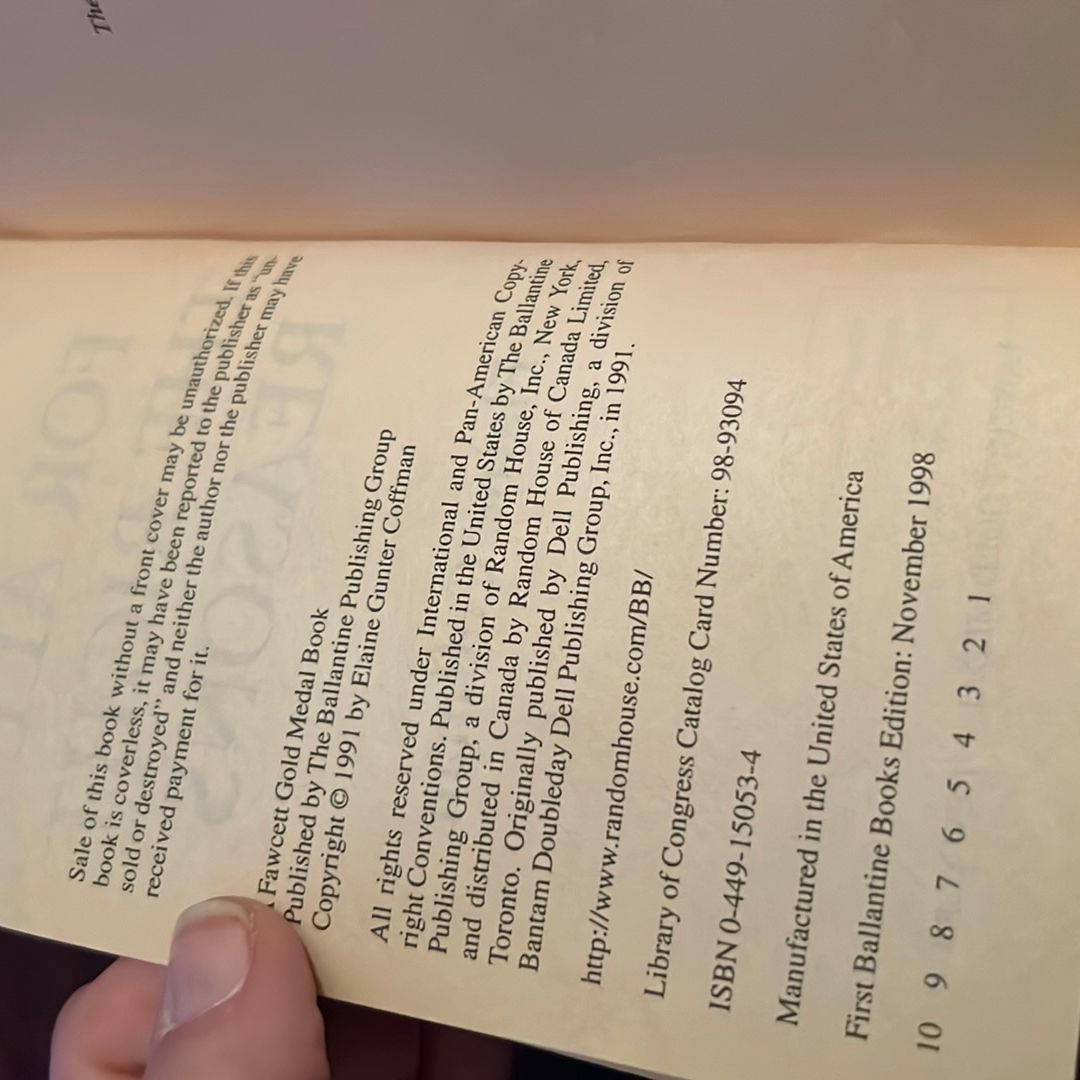 The
Sale of this book without a front cover may be unauthorized. If this
book is coverless, it may have been reported to the publisher as "un-
sold or destroyed" and neither the author nor the publisher may have
received payment for it.
Fawcett Gold Medal Book
Published by The Ballantine Publishing Group
Copyright © 1991 by Elaine Gunter Coffman
All rights reserved under International and Pan-American Copy-
right Conventions. Published in the United States by The Ballantine
Publishing Group, a division of Random House, Inc., New York,
and distributed in Canada by Random House of Canada Limited,
Toronto. Originally published by Dell Publishing, a division of
Bantam Doubleday Dell Publishing Group, Inc., in 1991.
http://www.randomhouse.com/BB/
Library of Congress Catalog Card Number: 98-93094
ISBN 0-449-15053-4
Manufactured in the United States of America
First Ballantine Books Edition: November 1998
10 9 8 7 6 5 4 3 2 1